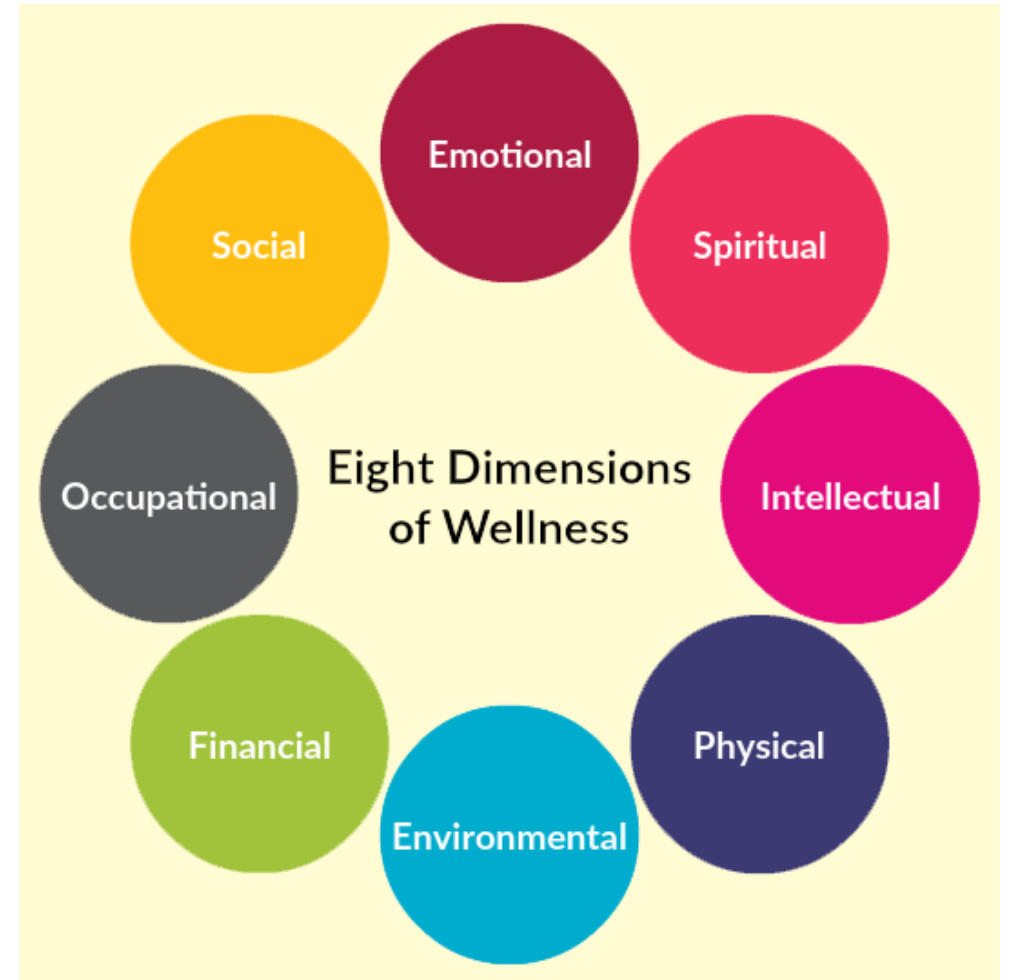 Emotional
Spiritual
Intellectual
Physical
Environmental
Financial
Occupational
Social
Eight Dimensions
of Wellness